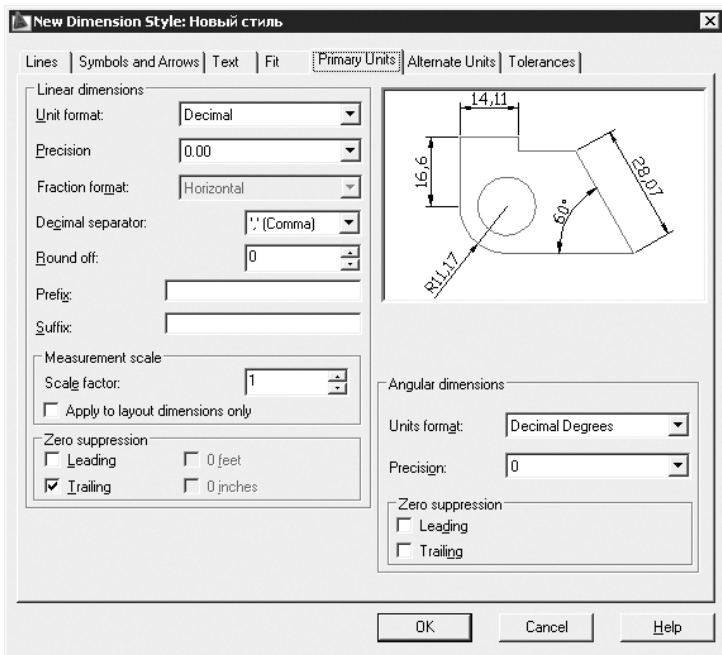 New Dimension Style: Новый стиль
Lines Symbols and Arrows Text Fit Primary Units Alternate Units Tolerances
Linear dimensions
Unit format: Decimal
Precision 0.00
Fraction format: Horizontal
Decimal separator: ',' (Comma)
Round off: 0
Prefix:
Suffix:
Measurement scale
Scale factor: 1
Apply to layout dimensions only
Zero suppression
Leading 0 feet
Trailing 0 inches
14,11
16,6
28,07
60°
R11,17
Angular dimensions
Units format: Decimal Degrees
Precision: 0
Zero suppression
Leading
Trailing
OK Cancel Help